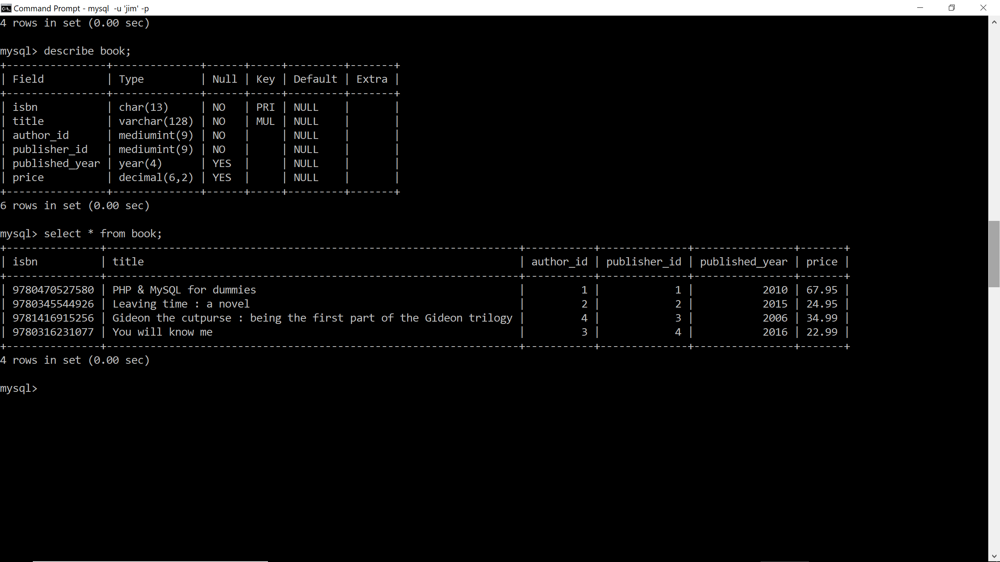 Command Prompt - mysql  -u 'jim' -p
4 rows in set (0.00 sec)
mysql> describe book;
+----------------+--------------+------+-----+---------+-------+
| Field          | Type         | Null | Key | Default | Extra |
+----------------+--------------+------+-----+---------+-------+
| isbn           | char(13)     | NO   | PRI | NULL    |       |
| title          | varchar(128) | NO   | MUL | NULL    |       |
| author_id      | mediumint(9) | NO   |     | NULL    |       |
| publisher_id   | mediumint(9) | NO   |     | NULL    |       |
| published_year | year(4)      | YES  |     | NULL    |       |
| price          | decimal(6,2) | YES  |     | NULL    |       |
+----------------+--------------+------+-----+---------+-------+
6 rows in set (0.00 sec)
mysql> select * from book;
+---------------+------------------------------------------------------------------+-----------+--------------+----------------+-------+
| isbn          | title                                                            | author_id | publisher_id | published_year | price |
+---------------+------------------------------------------------------------------+-----------+--------------+----------------+-------+
| 9780470527580 | PHP & MySQL for dummies                                          |         1 |            1 |           2010 | 67.95 |
| 9780345544926 | Leaving time : a novel                                           |         2 |            2 |           2015 | 24.95 |
| 9781416915256 | Gideon the cutpurse : being the first part of the Gideon trilogy |         4 |            3 |           2006 | 34.99 |
| 9780316231077 | You will know me                                                 |         3 |            4 |           2016 | 22.99 |
+---------------+------------------------------------------------------------------+-----------+--------------+----------------+-------+
4 rows in set (0.00 sec)
mysql>